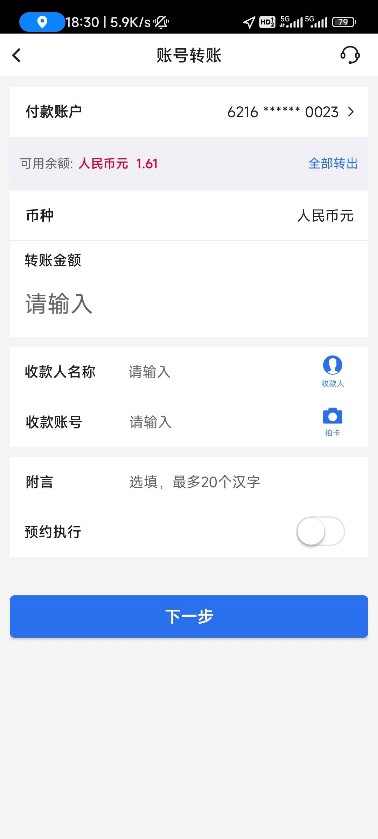 18:30 | 5.9K/s
HD 5G 5G 79
账号转账
付款账户 6216 ****** 0023
可用余额: 人民币元 1.61 全部转出
币种 人民币元
转账金额
请输入
收款人名称 请输入 收款人
收款账号 请输入 拍卡
附言 选填，最多20个汉字
预约执行
下一步